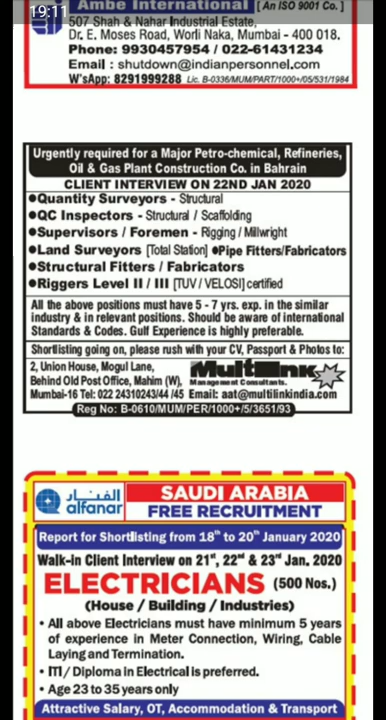 Ambe International [An ISO 9001 Co.]
19:11
507 Shah & Nahar Industrial Estate,
Dr. E. Moses Road, Worli Naka, Mumbai - 400 018.
Phone: 9930457954 / 022-61431234
Email : shutdown@indianpersonnel.com
W'sApp: 8291999288 Lic. B-0336/MUM/PART/1000+/05/531/1984
Urgently required for a Major Petro-chemical, Refineries,
Oil & Gas Plant Construction Co. in Bahrain
CLIENT INTERVIEW ON 22ND JAN 2020
●Quantity Surveyors - Structural
●QC Inspectors - Structural / Scaffolding
●Supervisors / Foremen - Rigging / Millwright
●Land Surveyors [Total Station] ●Pipe Fitters/Fabricators
●Structural Fitters / Fabricators
●Riggers Level II / III [TUV / VELOSI] certified
All the above positions must have 5 - 7 yrs. exp. in the similar
industry & in relevant positions. Should be aware of international
Standards & Codes. Gulf Experience is highly preferable.
Shortlisting going on, please rush with your CV, Passport & Photos to:
2, Union House, Mogul Lane,
Behind Old Post Office, Mahim (W),
Mumbai-16 Tel: 022 24310243/44 /45
Multilink
Management Consultants.
Email: aat@multilinkindia.com
Reg No: B-0610/MUM/PER/1000+/5/3651/93
الفنار
alfanar
SAUDI ARABIA
FREE RECRUITMENT
Report for Shortlisting from 18th to 20th January 2020
Walk-in Client Interview on 21st, 22nd & 23rd Jan. 2020
ELECTRICIANS (500 Nos.)
(House / Building / Industries)
• All above Electricians must have minimum 5 years
of experience in Meter Connection, Wiring, Cable
Laying and Termination.
• ITI / Diploma in Electrical is preferred.
• Age 23 to 35 years only
Attractive Salary, OT, Accommodation & Transport